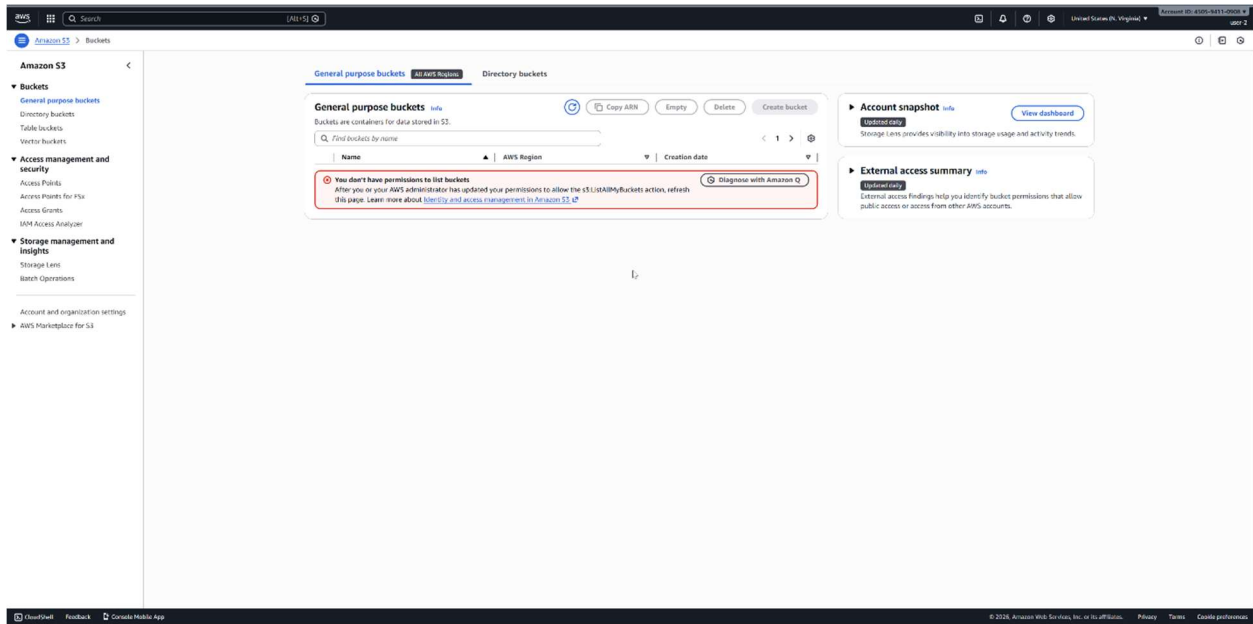 aws
Search
[Alt+S]
United States (N. Virginia)
Account ID: 4585-9411-0908
user-2
Amazon S3 > Buckets
Amazon S3
Buckets
General purpose buckets
Directory buckets
Table buckets
Vector buckets
Access management and
security
Access Points
Access Points for FSx
Access Grants
IAM Access Analyzer
Storage management and
insights
Storage Lens
Batch Operations
Account and organization settings
AWS Marketplace for S3
General purpose buckets All AWS Regions Directory buckets
General purpose buckets Info
Copy ARN Empty Delete Create bucket
Buckets are containers for data stored in S3.
Find buckets by name
1
Name AWS Region Creation date
You don't have permissions to list buckets
Diagnose with Amazon Q
After you or your AWS administrator has updated your permissions to allow the s3:ListAllMyBuckets action, refresh
this page. Learn more about Identity and access management in Amazon S3
Account snapshot Info
View dashboard
Updated daily
Storage Lens provides visibility into storage usage and activity trends.
External access summary Info
Updated daily
External access findings help you identify bucket permissions that allow
public access or access from other AWS accounts.
CloudShell Feedback Console Mobile App
© 2026, Amazon Web Services, Inc. or its affiliates. Privacy Terms Cookie preferences